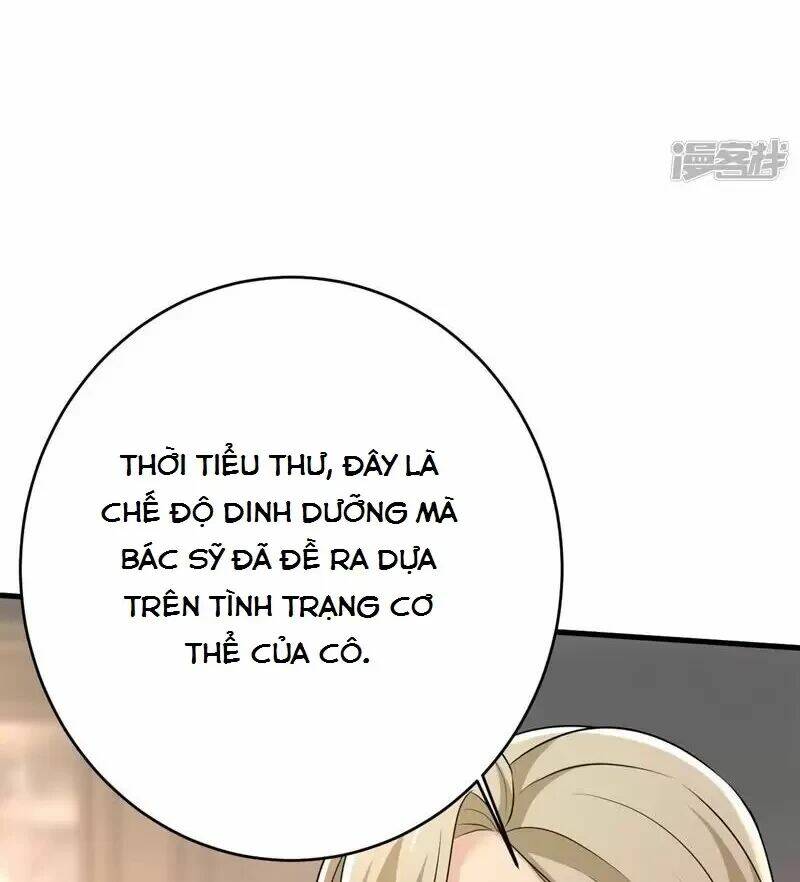 漫客栈
THỜI TIỂU THƯ, ĐÂY LÀ
CHẾ ĐỘ DINH DƯỠNG MÀ
BÁC SỸ ĐÃ ĐỀ RA DỰA
TRÊN TÌNH TRẠNG CƠ
THỂ CỦA CÔ.